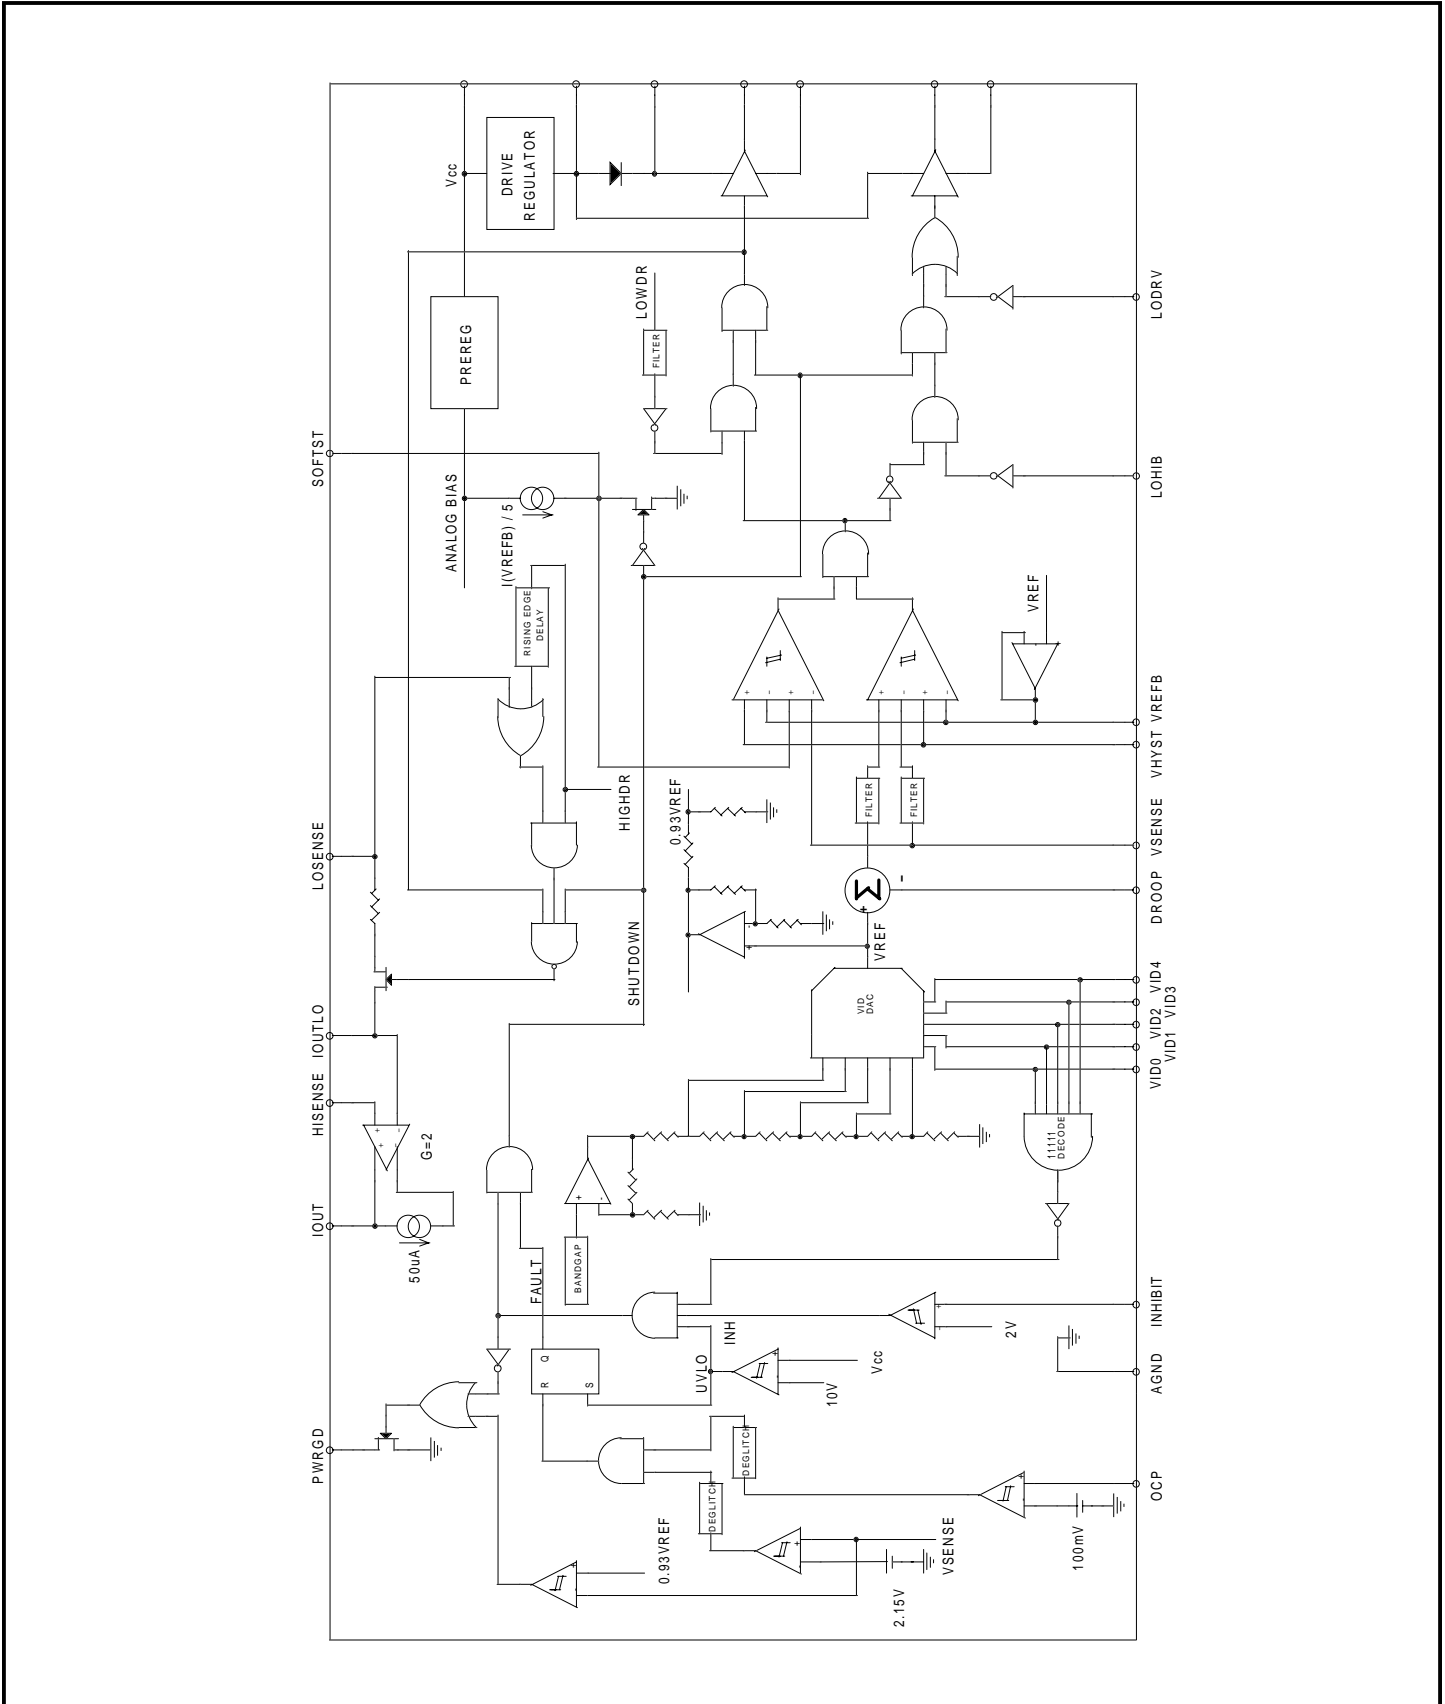 Vcc
DRIVE
REGULATOR
PREREG
LOWDR
FILTER
LODRV
SOFTST
ANALOG BIAS
I(VREFB) / 5
LOHIB
RISING EDGE
DELAY
VREF
+
-
+
-
+
-
+
-
-
+
VREFB
VHYST
HIGHDR
0.93VREF
FILTER
FILTER
VSENSE
LOSENSE
Σ
+
-
DROOP
SHUTDOWN
-
+
VREF
VID
DAC
VID4
VID3
VID2
VID1
VID0
IOUTLO
HISENSE
+
-
+
-
G=2
IOUT
50uA
11111
DECODE
+
-
BANDGAP
FAULT
INH
+
-
2V
INHIBIT
AGND
Q
R
S
UVLO
+
-
Vcc
10V
PWRGD
DEGLITCH
DEGLITCH
+
-
OCP
100mV
+
-
VSENSE
2.15V
+
-
0.93VREF